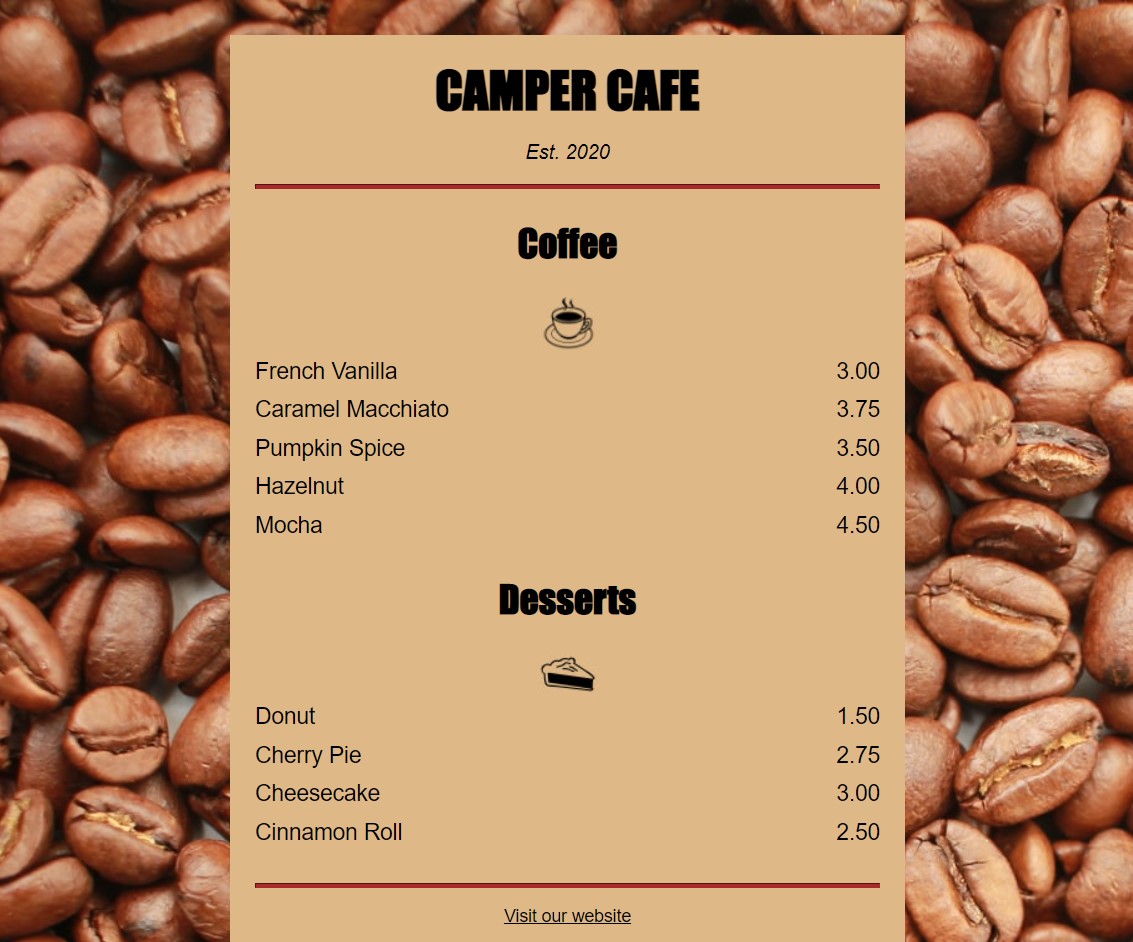 CAMPER CAFE
Est. 2020
Coffee
French Vanilla 3.00
Caramel Macchiato 3.75
Pumpkin Spice 3.50
Hazelnut 4.00
Mocha 4.50
Desserts
Donut 1.50
Cherry Pie 2.75
Cheesecake 3.00
Cinnamon Roll 2.50
Visit our website